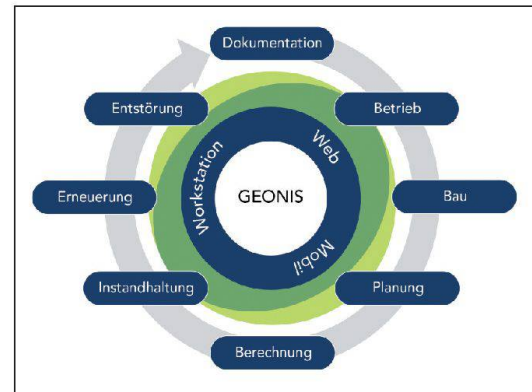 Dokumentation
Entstörung
Betrieb
Workstation
Web
Mobil
GEONIS
Erneuerung
Bau
Instandhaltung
Planung
Berechnung